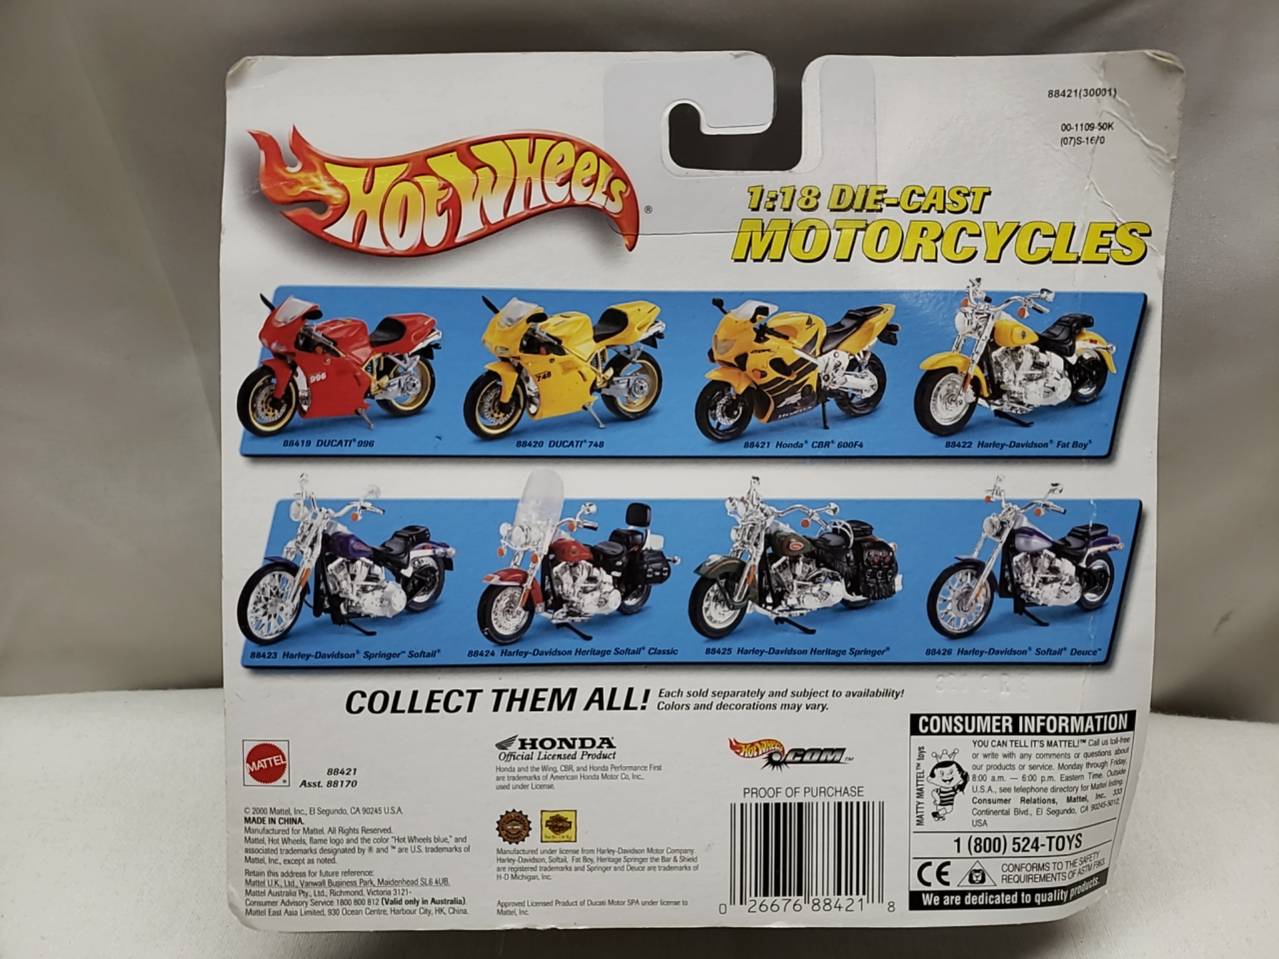 88421(30001)
00-1109-50K
(07)S-16/0
HOT WHEELS ®
1:18 DIE-CAST
MOTORCYCLES
996
748
HONDA
88419 DUCATI® 996
88420 DUCATI® 748
88421 Honda® CBR® 600F4
88422 Harley-Davidson® Fat Boy®
88423 Harley-Davidson® Springer™ Softail®
88424 Harley-Davidson Heritage Softail® Classic
88425 Harley-Davidson Heritage Springer®
88426 Harley-Davidson® Softail® Deuce™
COLLECT THEM ALL!
Each sold separately and subject to availability!
Colors and decorations may vary.
MATTEL ®
88421
Asst. 88170
© 2000 Mattel, Inc., El Segundo, CA 90245 U.S.A.
MADE IN CHINA.
Manufactured for Mattel. All Rights Reserved.
Mattel, Hot Wheels, flame logo and the color "Hot Wheels blue," and
associated trademarks designated by ® and ™ are U.S. trademarks of
Mattel, Inc., except as noted.
Retain this address for future reference:
Mattel U.K., Ltd., Vanwall Business Park, Maidenhead SL6 4UB.
Mattel Australia Pty., Ltd., Richmond, Victoria 3121-
Consumer Advisory Service 1800 800 812 (Valid only in Australia).
Mattel East Asia Limited, 930 Ocean Centre, Harbour City, HK, China.
HONDA
Official Licensed Product
Honda and the Wing, CBR, and Honda Performance First
are trademarks of American Honda Motor Co, Inc.,
used under License.
Manufactured under license from Harley-Davidson Motor Company.
Harley-Davidson, Softail, Fat Boy, Heritage Springer the Bar & Shield
are registered trademarks and Springer and Deuce are trademarks of
H-D Michigan, Inc.
Approved Licensed Product of Ducati Motor SPA under license to
Mattel, Inc.
HOT WHEELS .COM™
PROOF OF PURCHASE
0 26676 88421 8
CONSUMER INFORMATION
MATTY MATTEL™ toys
YOU CAN TELL IT'S MATTEL!™ Call us toll-free
or write with any comments or questions about
our products or service. Monday through Friday,
8:00 a.m. — 6:00 p.m. Eastern Time. Outside
U.S.A., see telephone directory for Mattel listing.
Consumer Relations, Mattel, Inc. 333
Continental Blvd., El Segundo, CA 90245-5012,
USA
1 (800) 524-TOYS
CE
CONFORMS TO THE SAFETY
REQUIREMENTS OF ASTM F963.
We are dedicated to quality products.